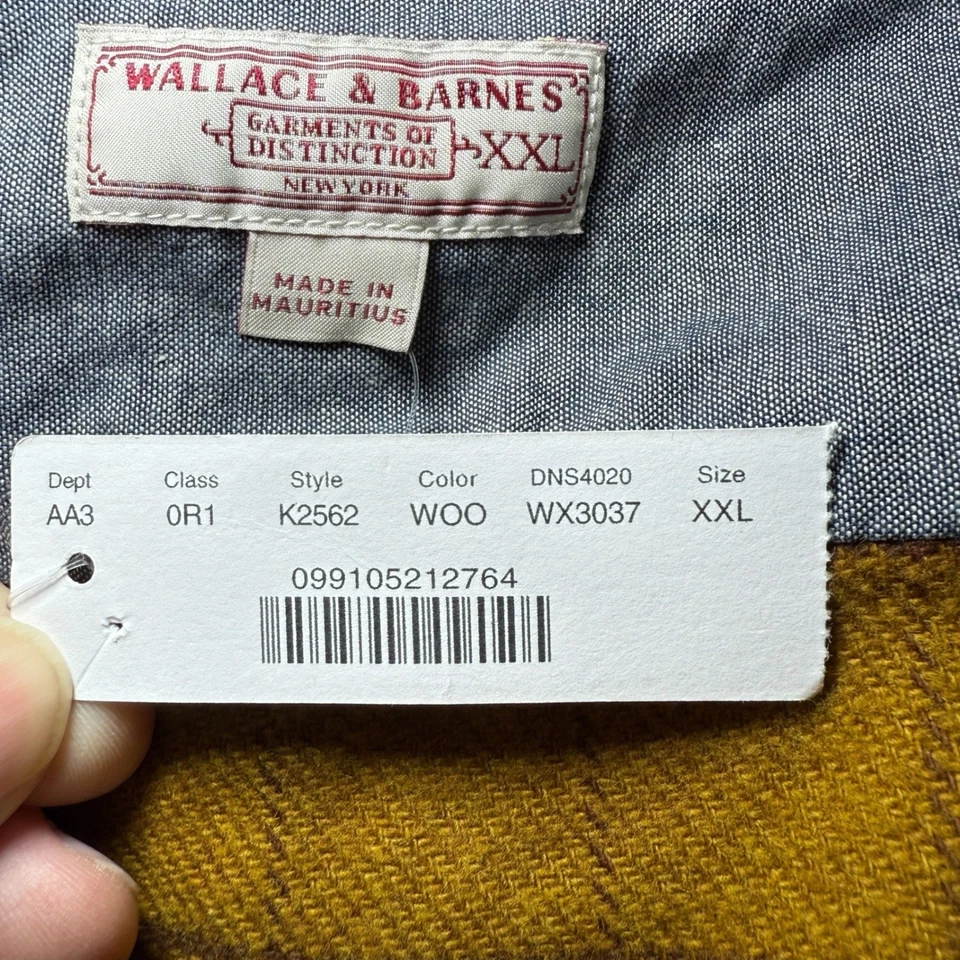 WALLACE & BARNES
GARMENTS OF
DISTINCTION
XXL
NEW YORK
MADE IN
MAURITIUS
Dept Class Style Color DNS4020 Size
AA3 0R1 K2562 WOO WX3037 XXL
099105212764